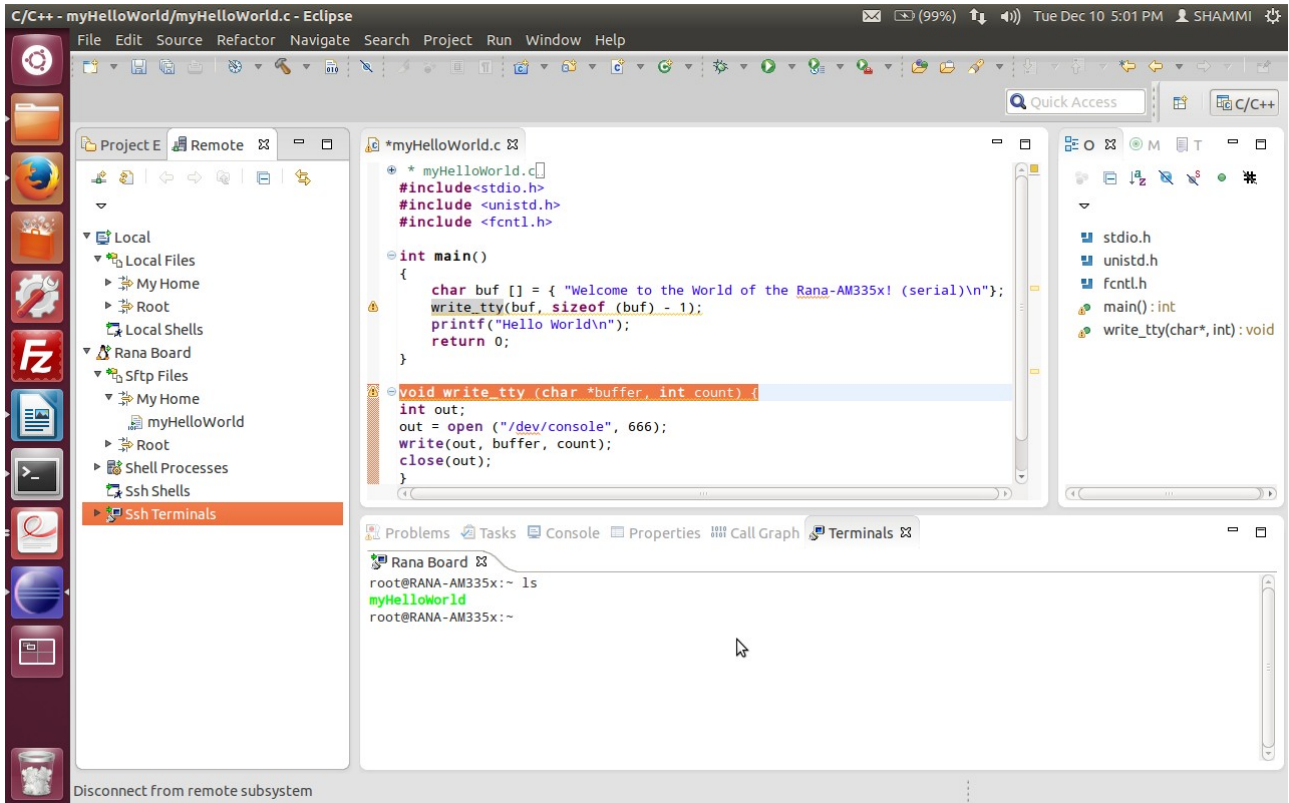 C/C++ - myHelloWorld/myHelloWorld.c - Eclipse
(99%) Tue Dec 10 5:01 PM SHAMMI
File Edit Source Refactor Navigate Search Project Run Window Help
Quick Access
C/C++
Project E
Remote
Local
Local Files
My Home
Root
Local Shells
Rana Board
Sftp Files
My Home
myHelloWorld
Root
Shell Processes
Ssh Shells
Ssh Terminals
*myHelloWorld.c
* myHelloWorld.c
#include<stdio.h>
#include <unistd.h>
#include <fcntl.h>
int main()
{
char buf [] = { "Welcome to the World of the Rana-AM335x! (serial)\n"};
write_tty(buf, sizeof (buf) - 1);
printf("Hello World\n");
return 0;
}
void write_tty (char *buffer, int count) {
int out;
out = open ("/dev/console", 666);
write(out, buffer, count);
close(out);
}
O M T
stdio.h
unistd.h
fcntl.h
main() : int
write_tty(char*, int) : void
Problems Tasks Console Properties Call Graph Terminals
Rana Board
root@RANA-AM335x:~ ls
myHelloWorld
root@RANA-AM335x:~
Disconnect from remote subsystem